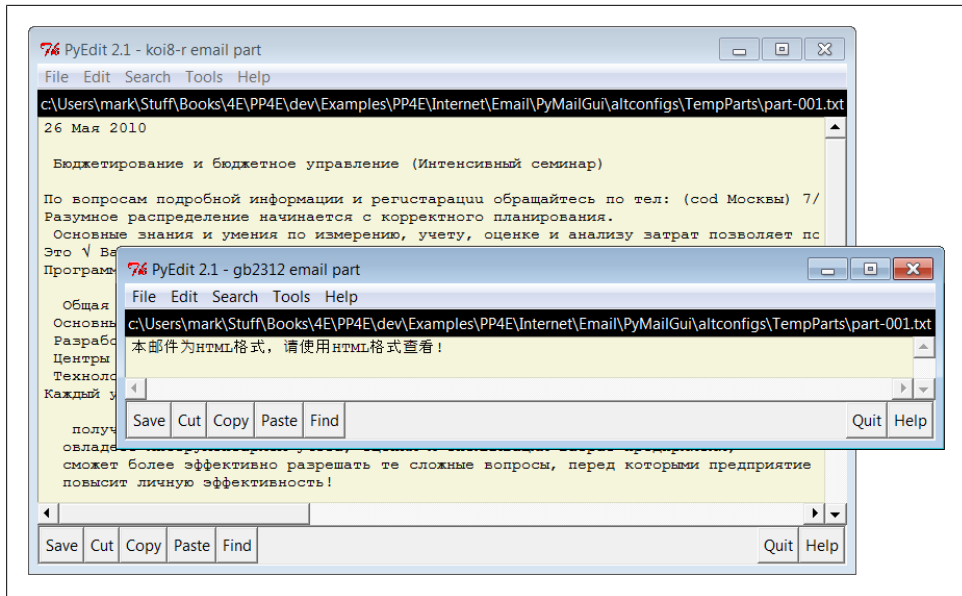 PyEdit 2.1 - koi8-r email part
File Edit Search Tools Help
c:\Users\mark\Stuff\Books\4E\PP4E\dev\Examples\PP4E\Internet\Email\PyMailGui\altconfigs\TempParts\part-001.txt
26 Мая 2010
Бюджетирование и бюджетное управление (Интенсивный семинар)
По вопросам подробной информации и регистарации обращайтесь по тел: (cod Москвы) 7/
Разумное распределение начинается с корректного планирования.
Основные знания и умения по измерению, учету, оценке и анализу затрат позволяет по
Это √ Ва
Программ
Общая
Основны
Разрабо
Центры
Техноло
Каждый у
PyEdit 2.1 - gb2312 email part
File Edit Search Tools Help
c:\Users\mark\Stuff\Books\4E\PP4E\dev\Examples\PP4E\Internet\Email\PyMailGui\altconfigs\TempParts\part-001.txt
本邮件为HTML格式，请使用HTML格式查看！
Save Cut Copy Paste Find Quit Help
получ
овладе
сможет более эффективно разрешать те сложные вопросы, перед которыми предприятие
повысит личную эффективность!
Save Cut Copy Paste Find Quit Help